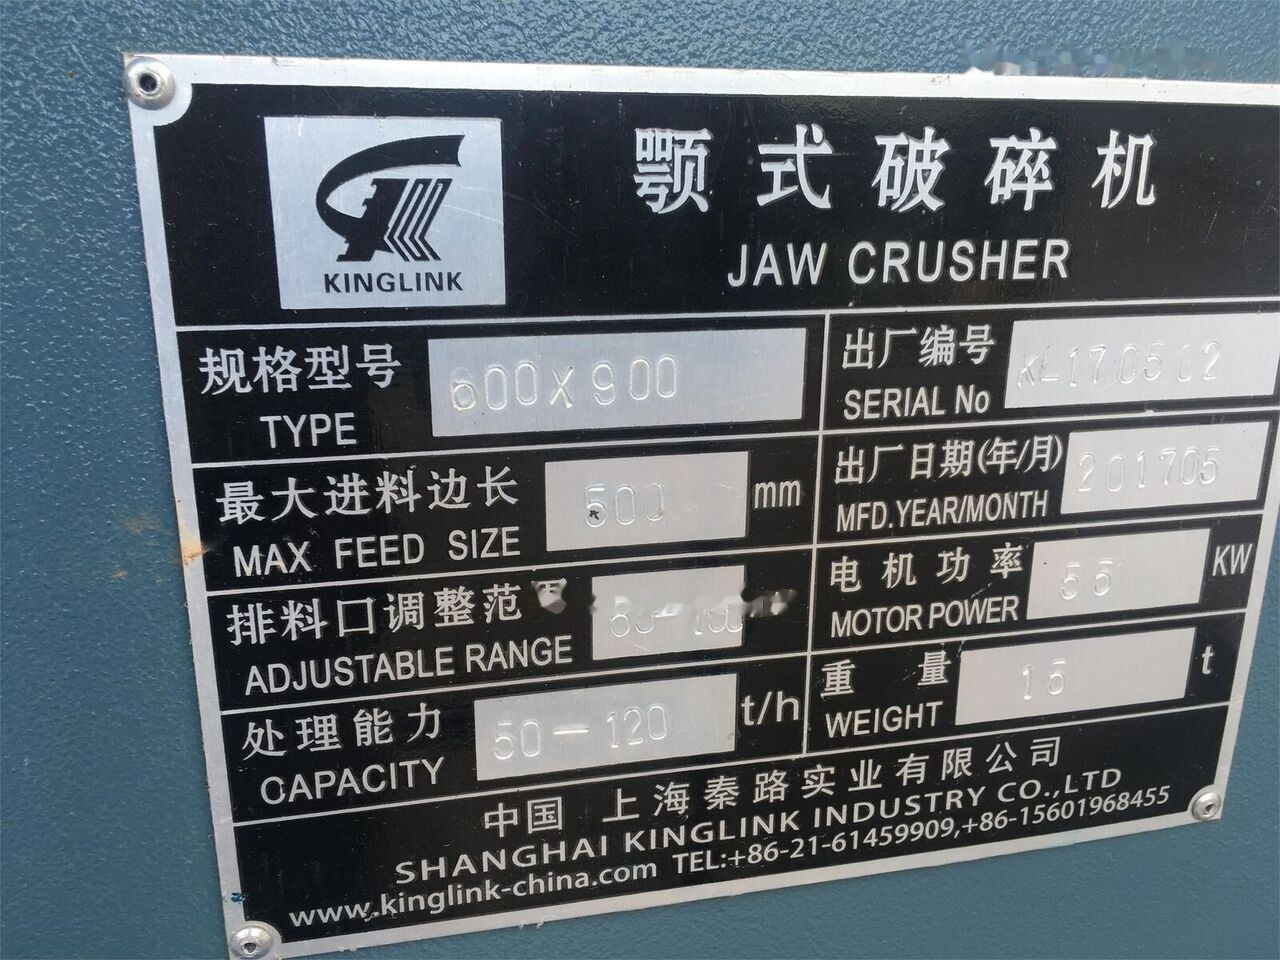 颚式破碎机
JAW CRUSHER
KINGLINK
规格型号 600X900
TYPE
出厂编号 KL170502
SERIAL No
最大进料边长 500 mm
MAX FEED SIZE
出厂日期(年/月) 201705
MFD.YEAR/MONTH
排料口调整范
ADJUSTABLE RANGE
电机功率 55 KW
MOTOR POWER
处理能力 50-120 t/h
CAPACITY
重量 15 t
WEIGHT
中国 上海秦路实业有限公司
SHANGHAI KINGLINK INDUSTRY CO.,LTD
www.kinglink-china.com TEL:+86-21-61459909,+86-15601968455